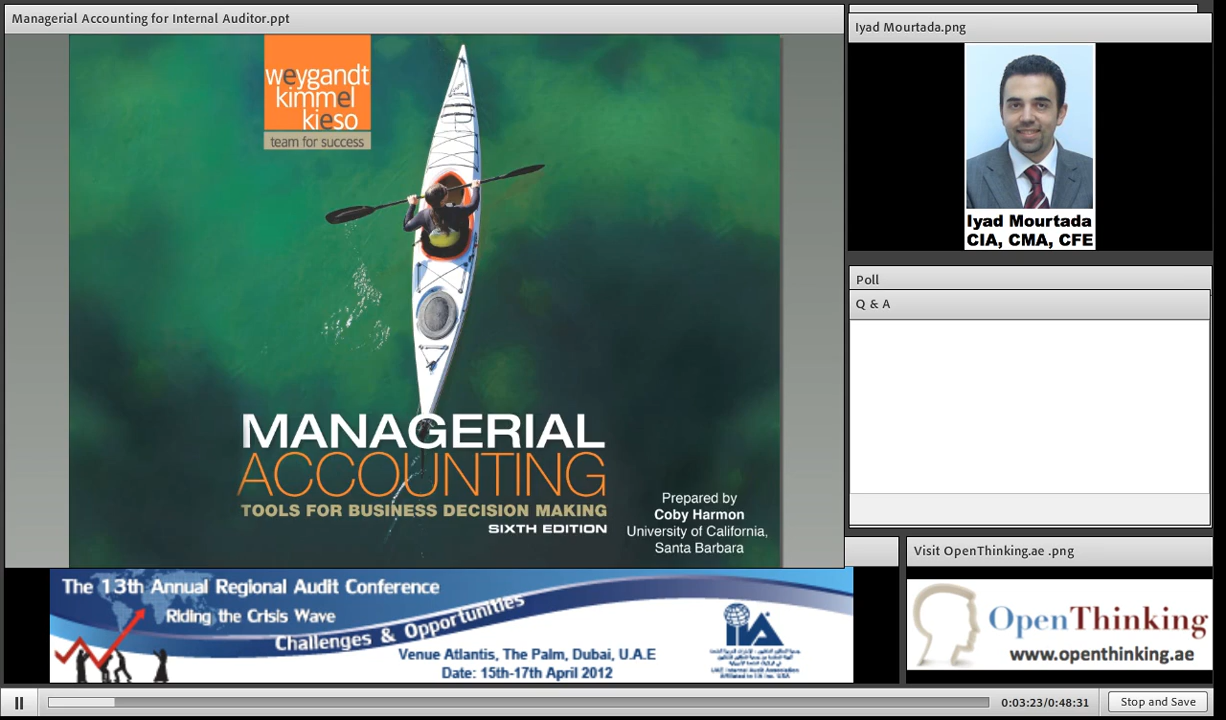 Managerial Accounting for Internal Auditor.ppt
weygandt
kimmel
kieso
team for success
MANAGERIAL
ACCOUNTING
TOOLS FOR BUSINESS DECISION MAKING
SIXTH EDITION
Prepared by
Coby Harmon
University of California,
Santa Barbara
Iyad Mourtada.png
Iyad Mourtada
CIA, CMA, CFE
Poll
Q & A
The 13th Annual Regional Audit Conference
Riding the Crisis Wave
Challenges & Opportunities
Venue Atlantis, The Palm, Dubai, U.A.E
Date: 15th-17th April 2012
IIA
Visit OpenThinking.ae .png
OpenThinking
www.openthinking.ae
0:03:23/0:48:31
Stop and Save